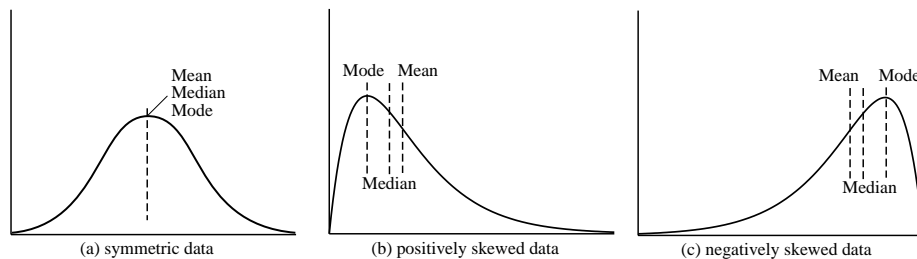 Mean
Median
Mode
(a) symmetric data
Mode Mean
Median
(b) positively skewed data
Mean Mode
Median
(c) negatively skewed data